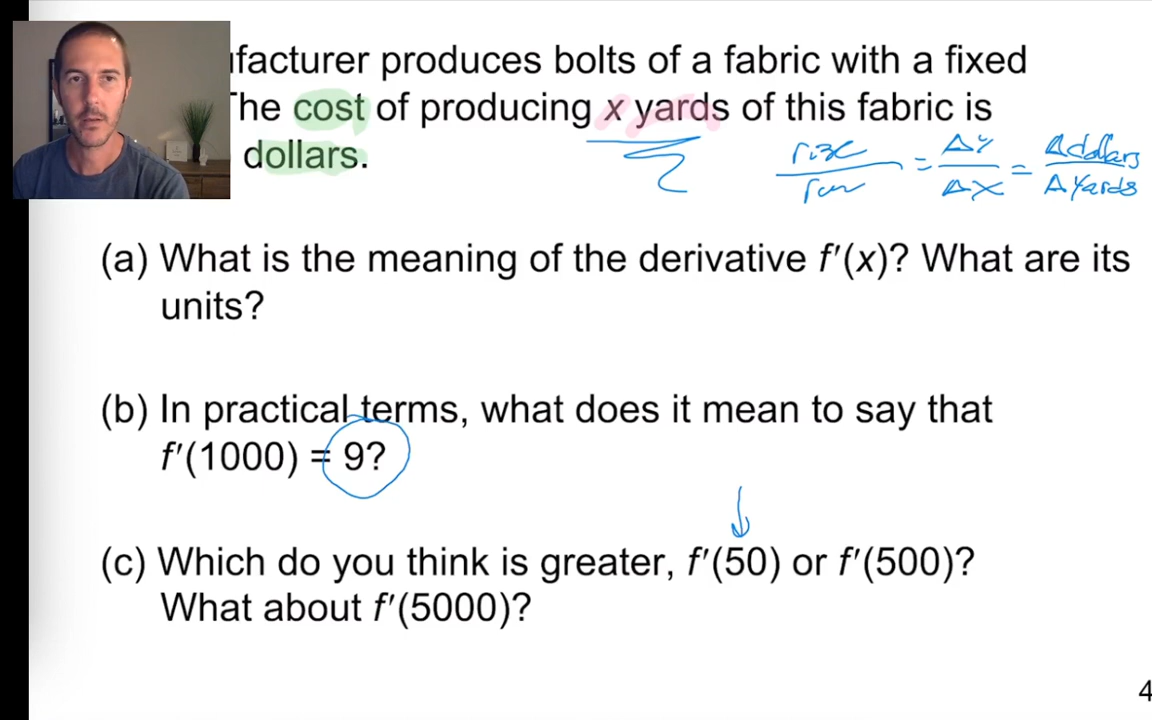 facturer produces bolts of a fabric with a fixed
The cost of producing x yards of this fabric is
dollars.
rise/run = Δy/Δx = Δdollars/Δyards
(a) What is the meaning of the derivative f′(x)? What are its
units?
(b) In practical terms, what does it mean to say that
f′(1000) = 9?
(c) Which do you think is greater, f′(50) or f′(500)?
What about f′(5000)?
4